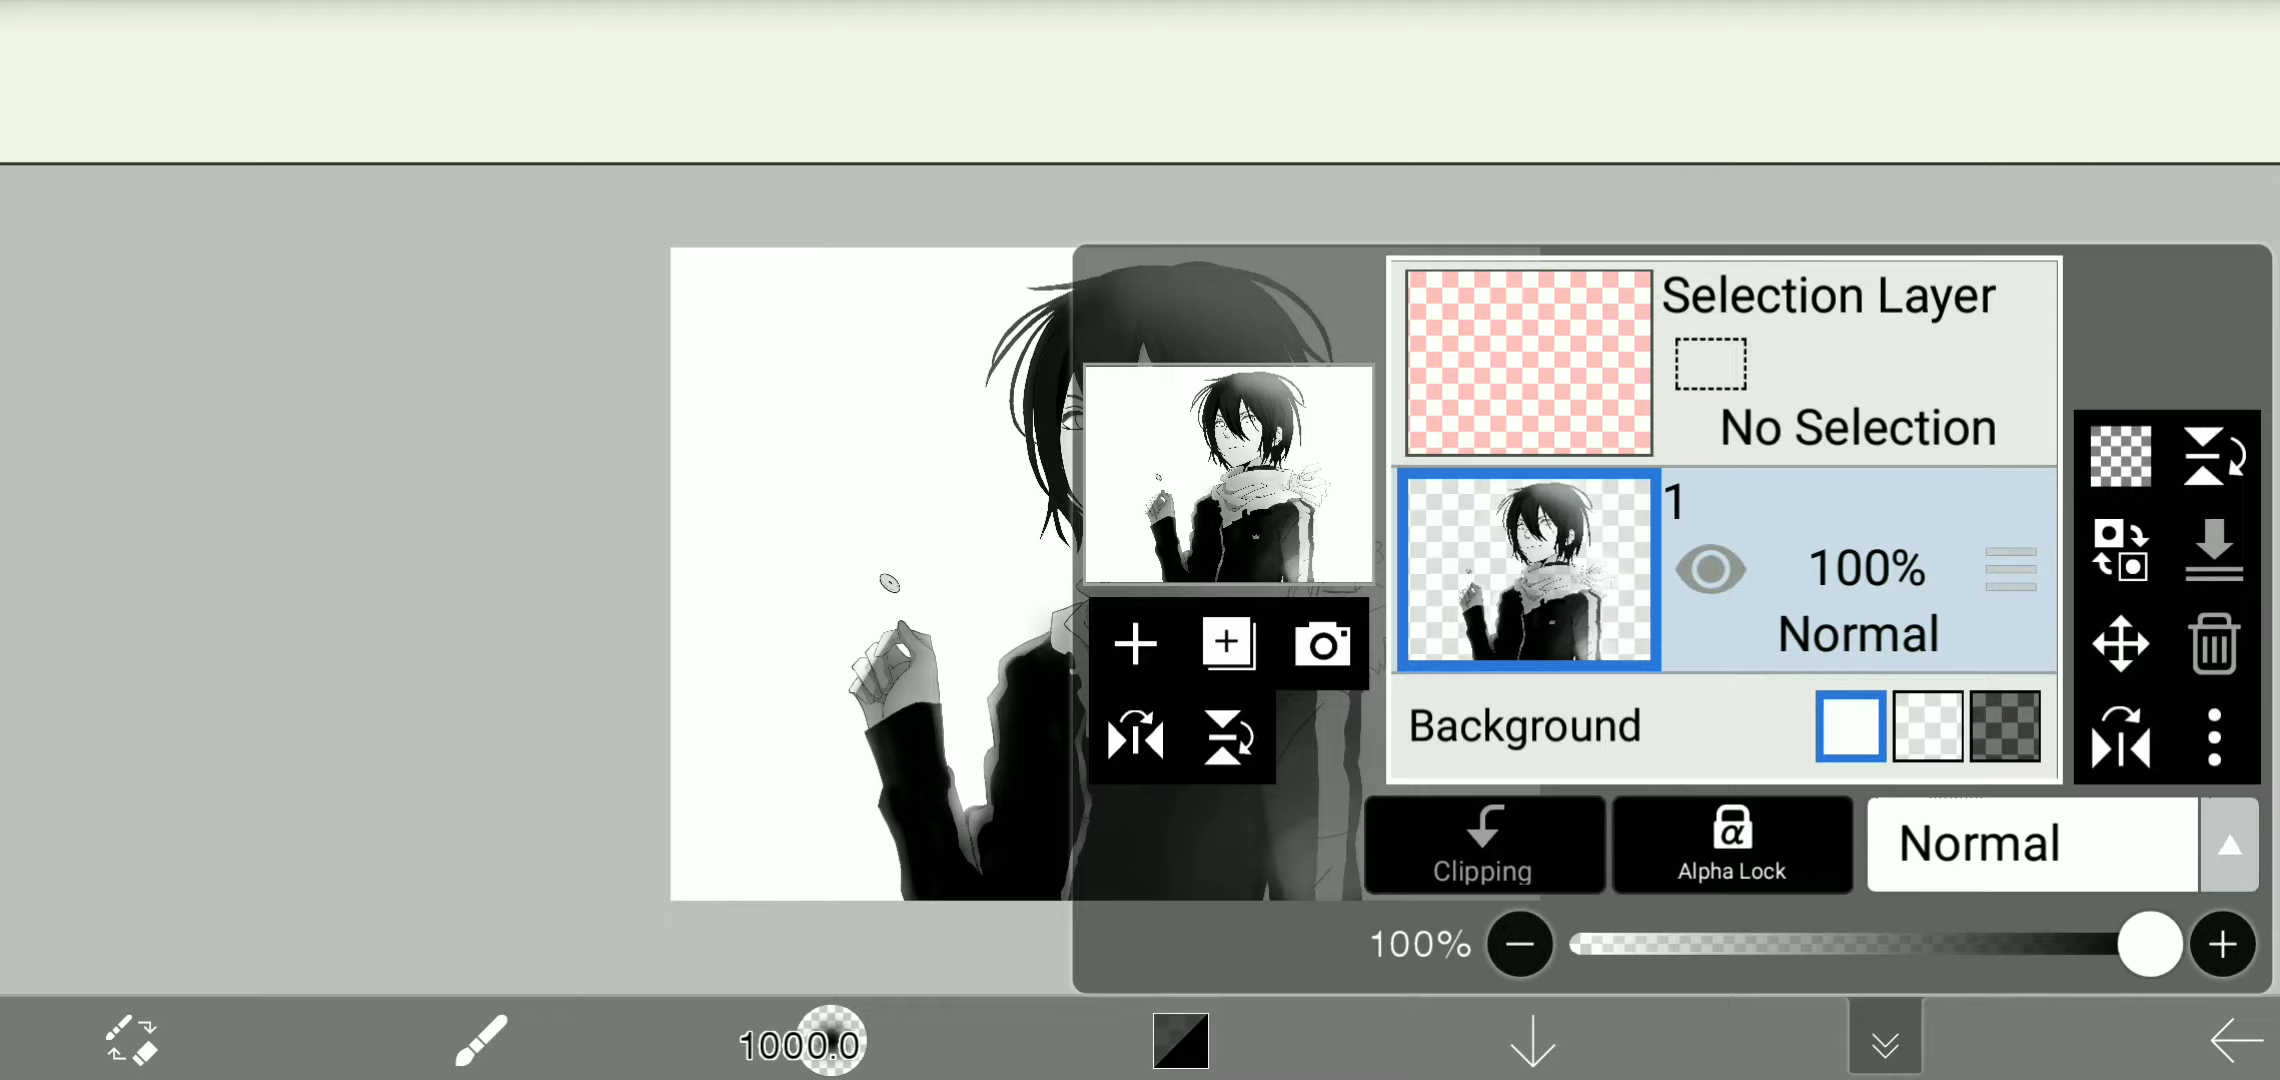 Selection Layer
No Selection
1
100%
Normal
Background
Clipping
α
Alpha Lock
Normal
100%
1000.0